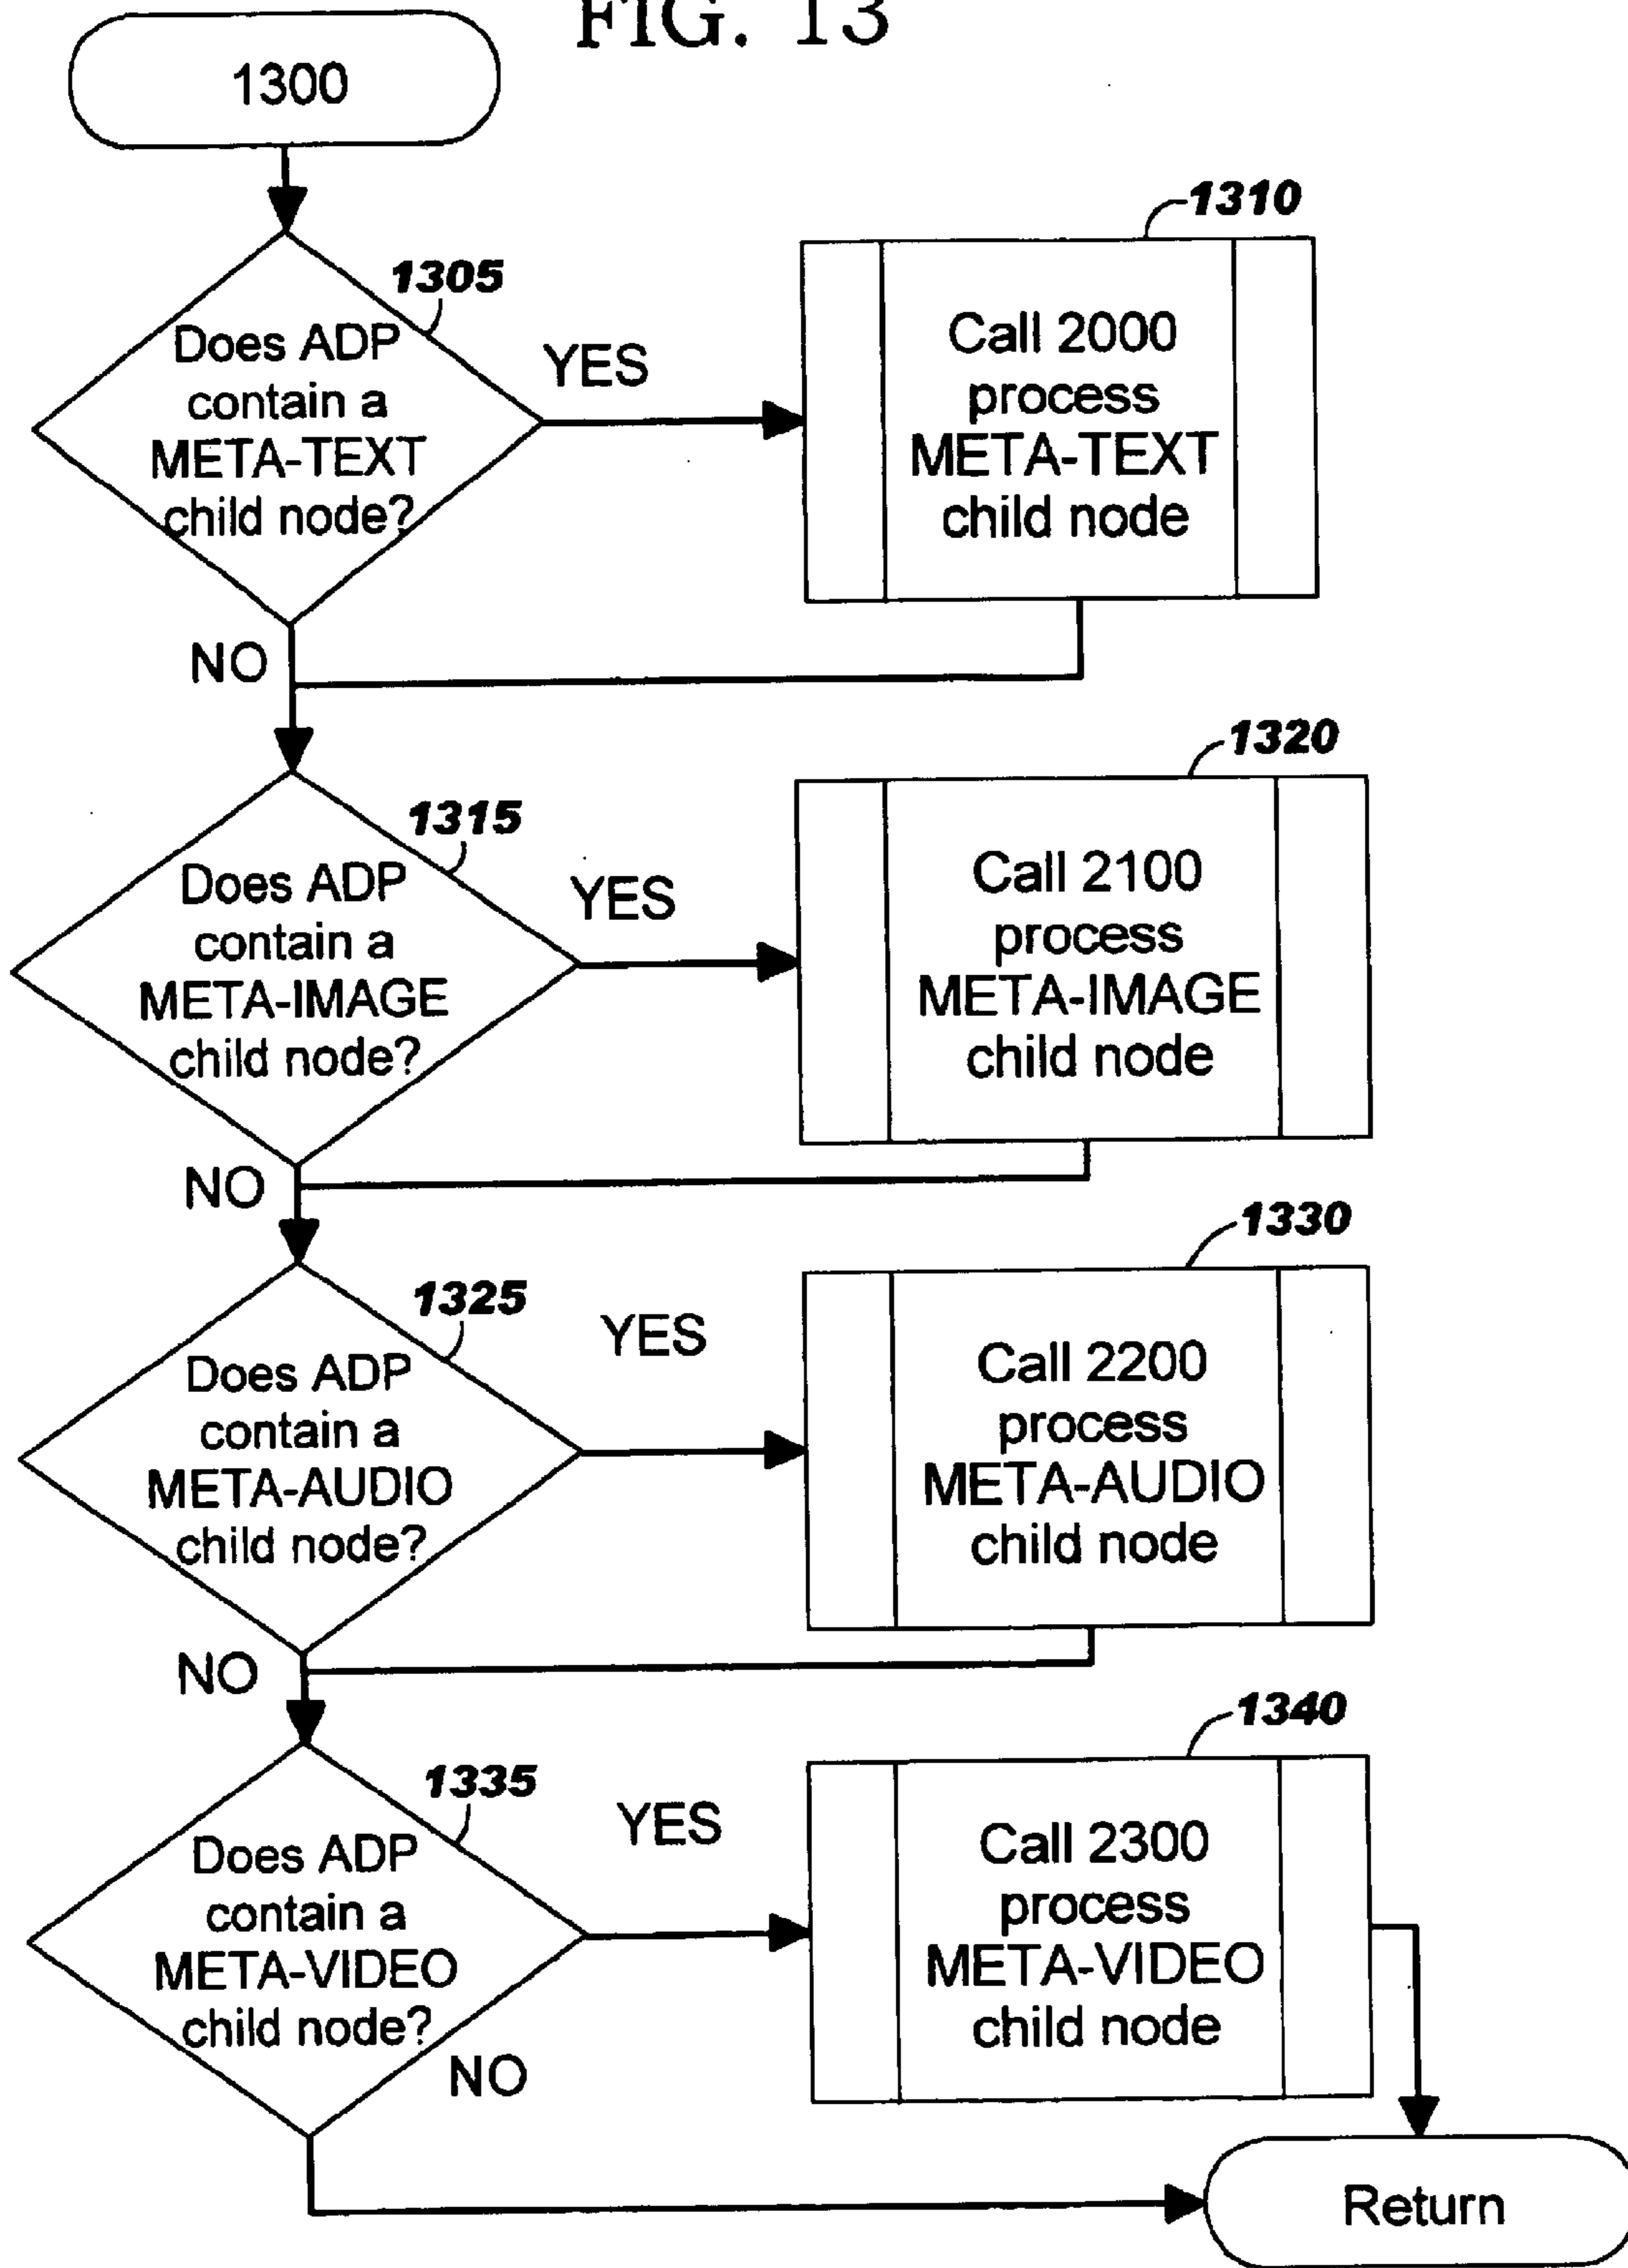 FIG. 13
1300
1305
Does ADP
contain a
META-TEXT
child node?
YES
NO
1310
Call 2000
process
META-TEXT
child node
1315
Does ADP
contain a
META-IMAGE
child node?
YES
NO
1320
Call 2100
process
META-IMAGE
child node
1325
Does ADP
contain a
META-AUDIO
child node?
YES
NO
1330
Call 2200
process
META-AUDIO
child node
1335
Does ADP
contain a
META-VIDEO
child node?
YES
NO
1340
Call 2300
process
META-VIDEO
child node
Return